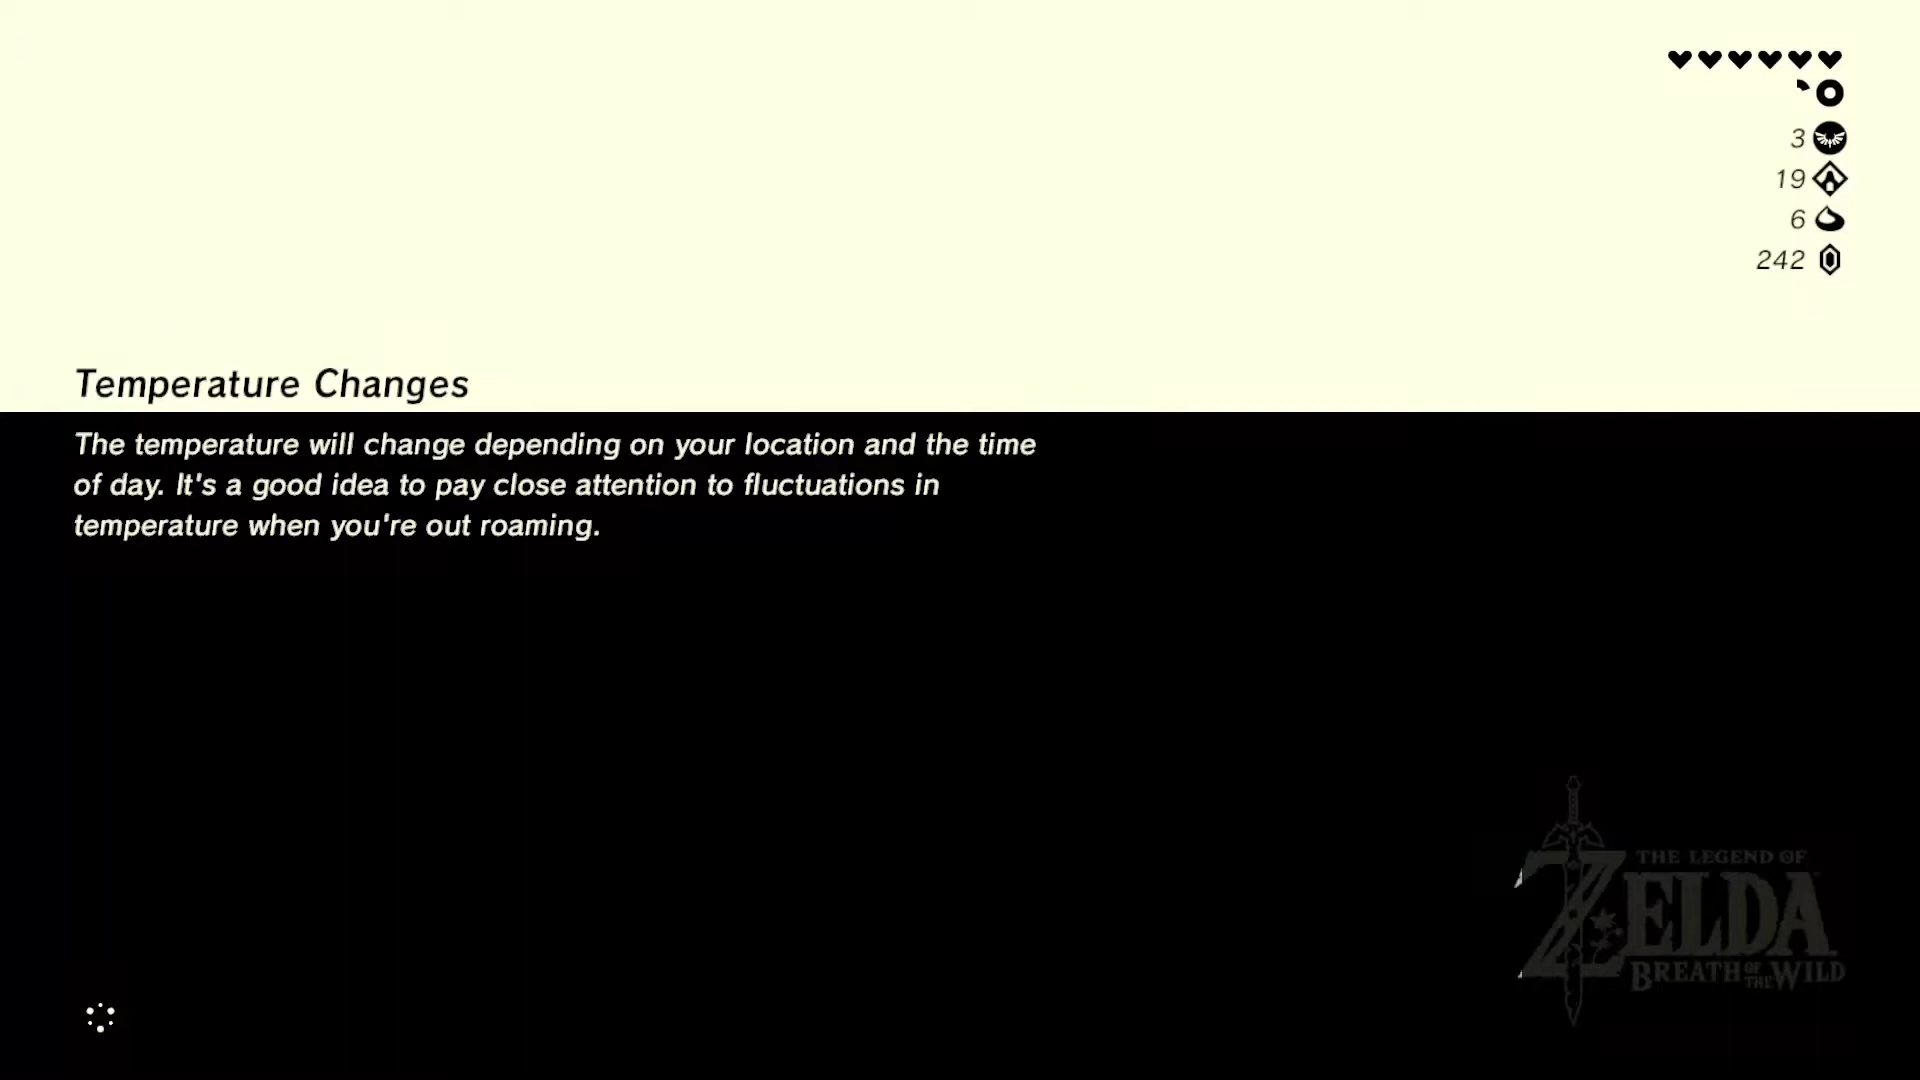 3
19
6
242
Temperature Changes
The temperature will change depending on your location and the time
of day. It's a good idea to pay close attention to fluctuations in
temperature when you're out roaming.
THE LEGEND OF
ZELDA
BREATH OF THE WILD